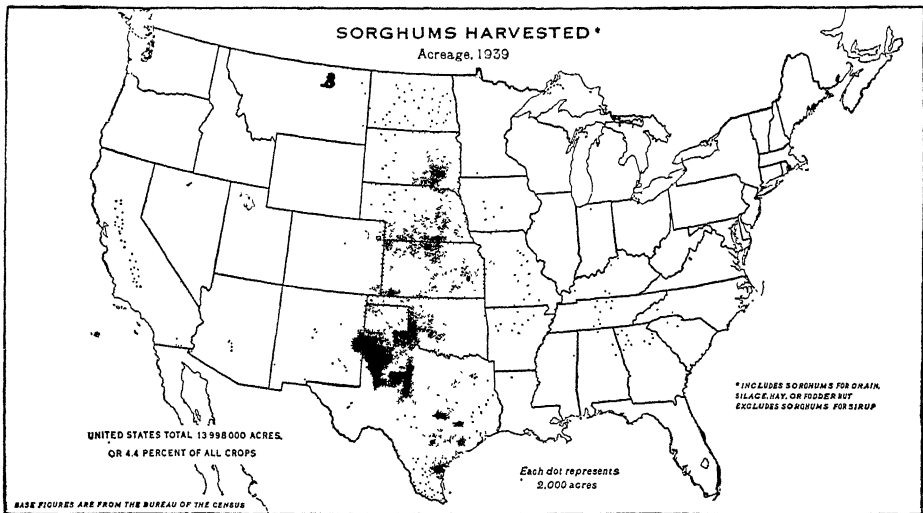 SORGHUMS HARVESTED*
Acreage, 1939
* INCLUDES SORGHUMS FOR GRAIN,
SILAGE, HAY, OR FODDER BUT
EXCLUDES SORGHUMS FOR SIRUP
UNITED STATES TOTAL 13 998 000 ACRES,
OR 4.4 PERCENT OF ALL CROPS
Each dot represents
2,000 acres
BASE FIGURES ARE FROM THE BUREAU OF THE CENSUS